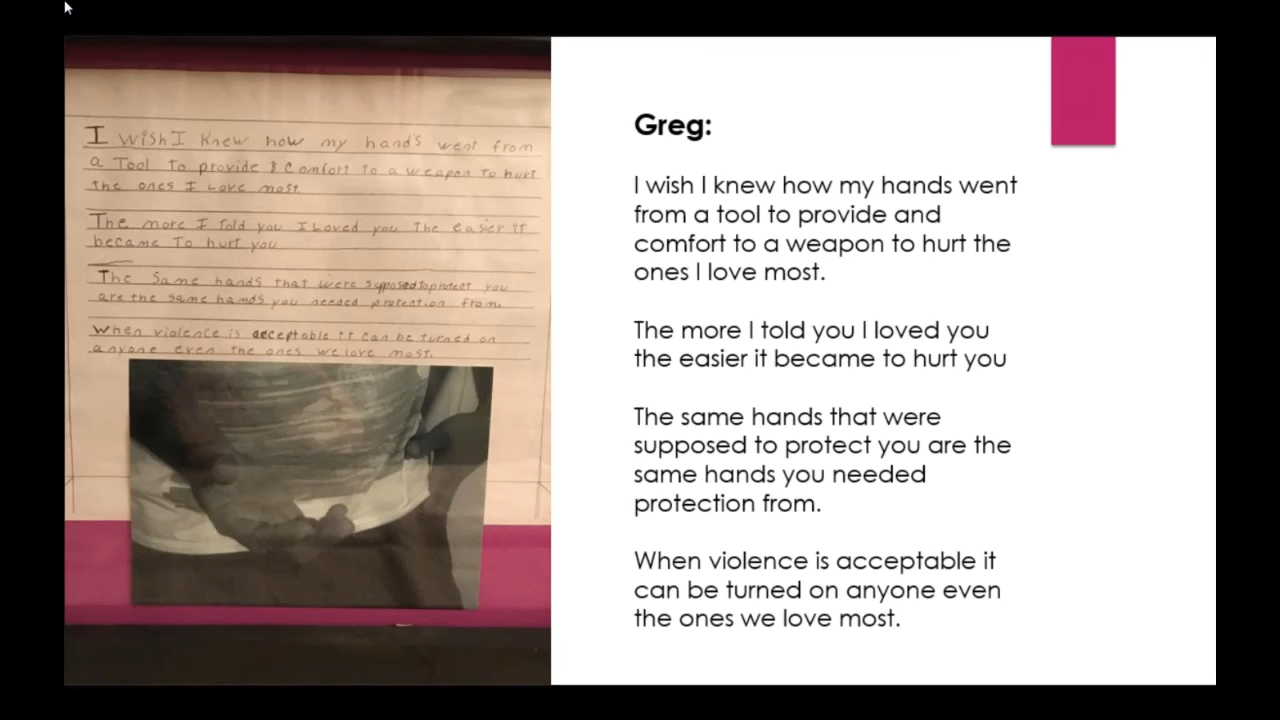 I wish I knew how my hands went from
a Tool to provide & comfort to a weapon to hurt
the ones I love most.
The more I told you I Loved you The easier it
became To hurt you
The same hands that were supposed to protect you
are the same hands you needed protection from.
when violence is acceptable it can be turned on
anyone even the ones we love most.
Greg:
I wish I knew how my hands went
from a tool to provide and
comfort to a weapon to hurt the
ones I love most.
The more I told you I loved you
the easier it became to hurt you
The same hands that were
supposed to protect you are the
same hands you needed
protection from.
When violence is acceptable it
can be turned on anyone even
the ones we love most.